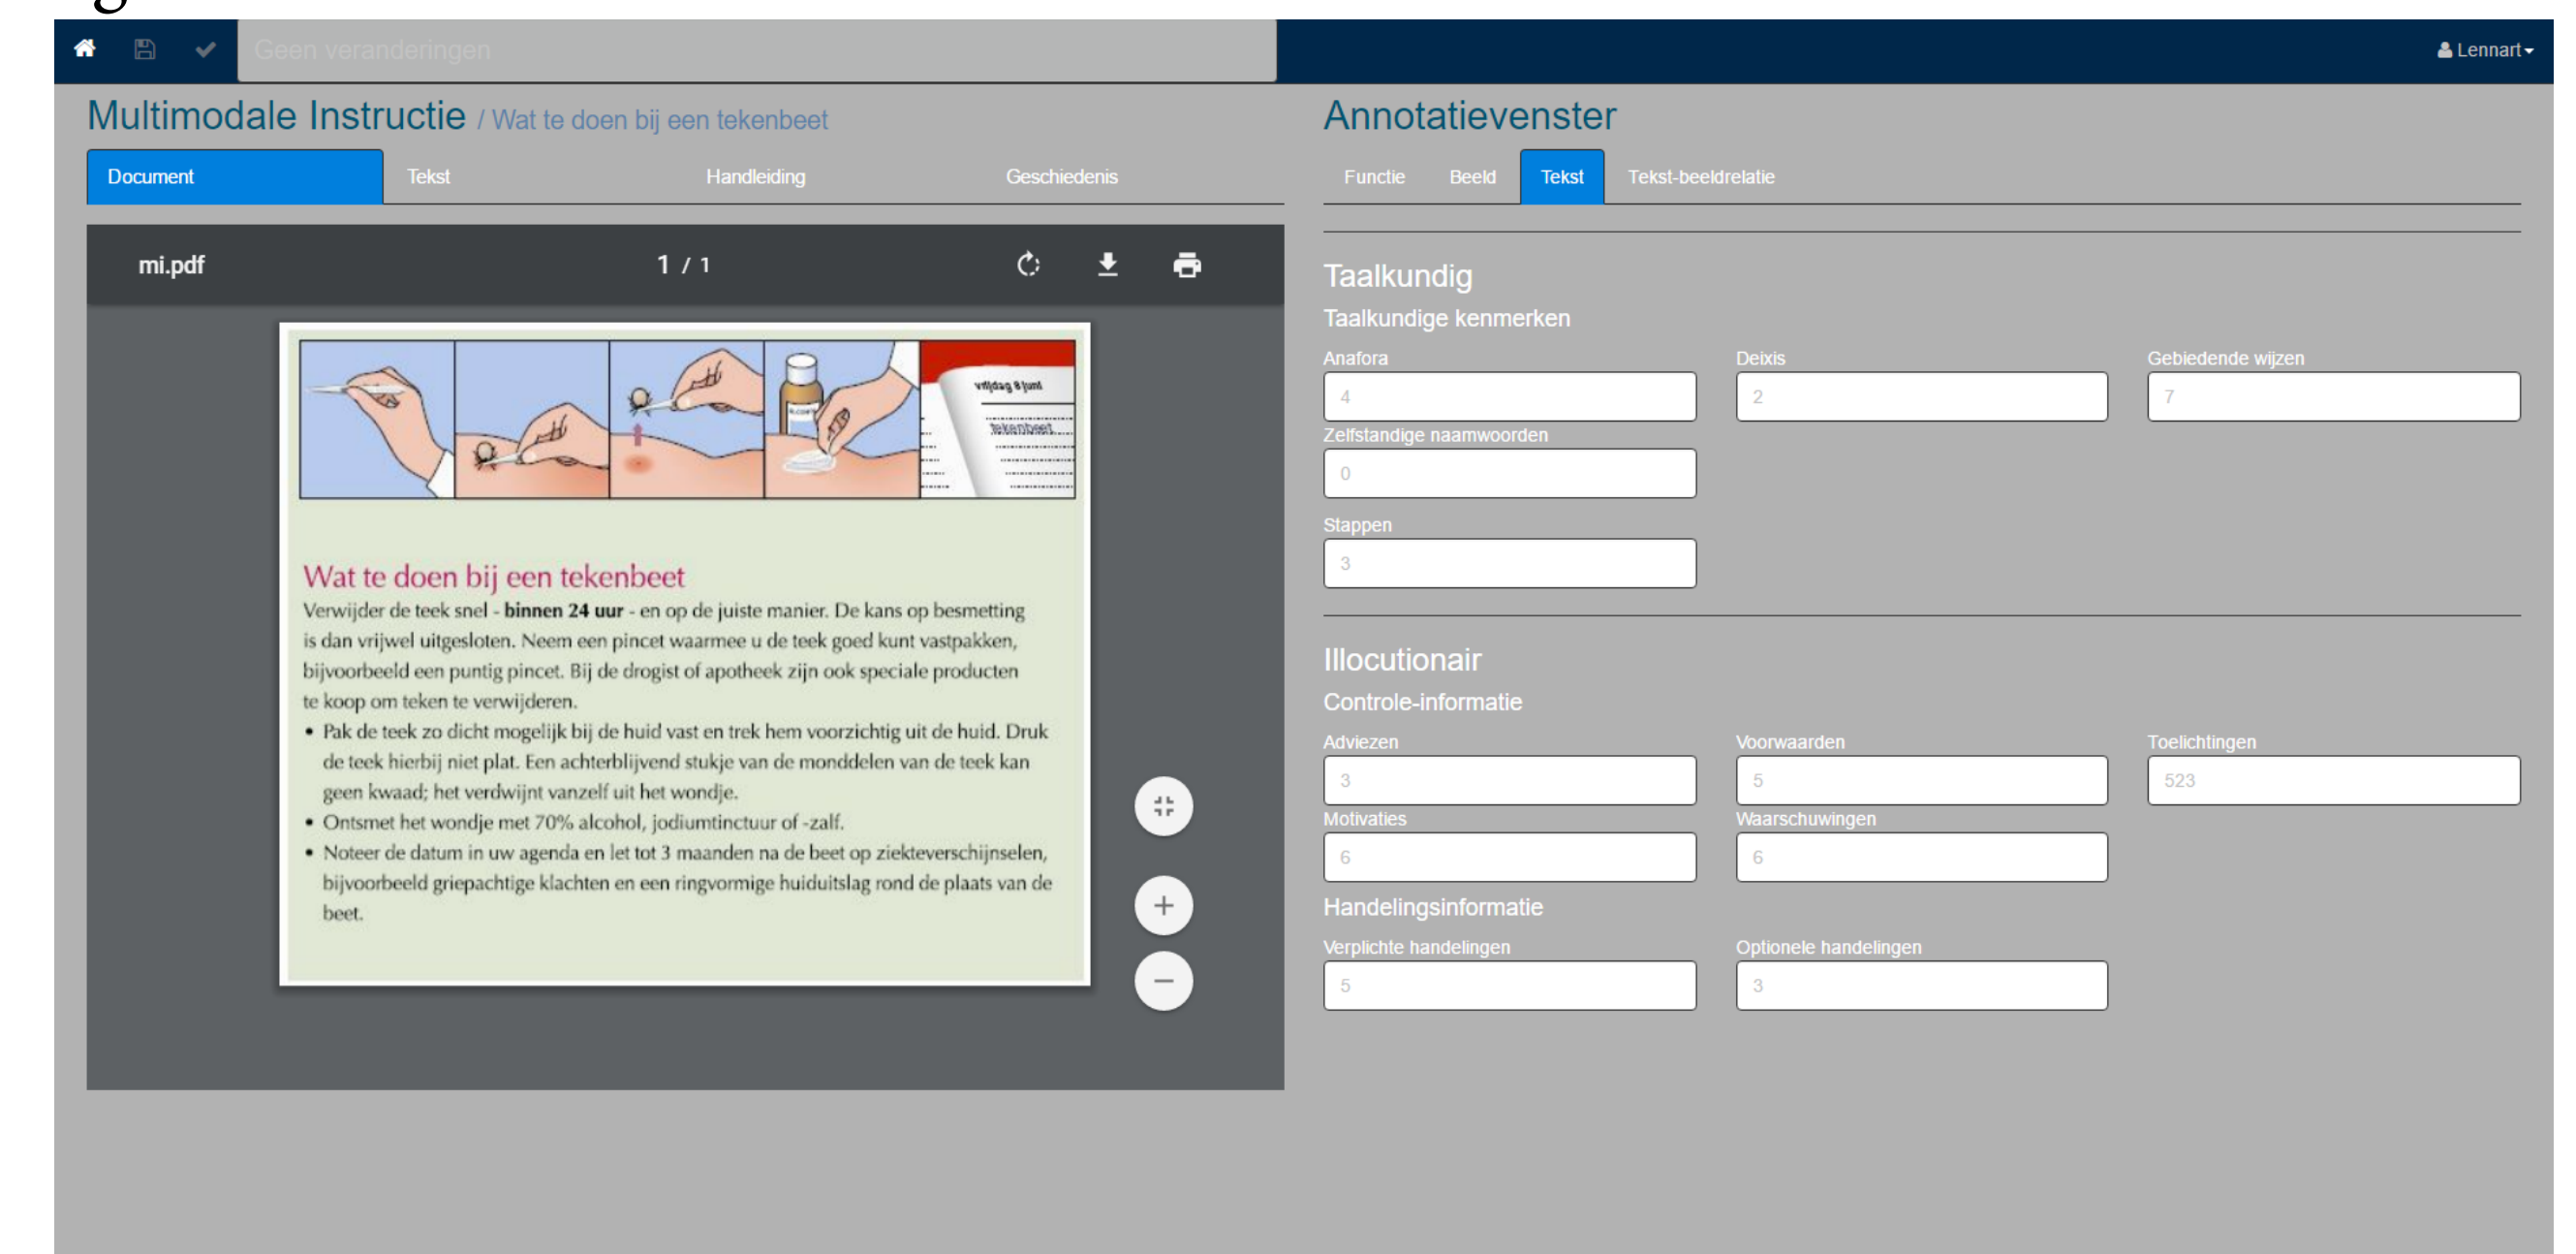 Geen veranderingen
Lennart
Multimodale Instructie / Wat te doen bij een tekenbeet
Document Tekst Handleiding Geschiedenis
mi.pdf 1 / 1
vrijdag 8 juni
tekenbeet
Wat te doen bij een tekenbeet
Verwijder de teek snel - binnen 24 uur - en op de juiste manier. De kans op besmetting
is dan vrijwel uitgesloten. Neem een pincet waarmee u de teek goed kunt vastpakken,
bijvoorbeeld een puntig pincet. Bij de drogist of apotheek zijn ook speciale producten
te koop om teken te verwijderen.
• Pak de teek zo dicht mogelijk bij de huid vast en trek hem voorzichtig uit de huid. Druk
de teek hierbij niet plat. Een achterblijvend stukje van de monddelen van de teek kan
geen kwaad; het verdwijnt vanzelf uit het wondje.
• Ontsmet het wondje met 70% alcohol, jodiumtinctuur of -zalf.
• Noteer de datum in uw agenda en let tot 3 maanden na de beet op ziekteverschijnselen,
bijvoorbeeld griepachtige klachten en een ringvormige huiduitslag rond de plaats van de
beet.
Annotatievenster
Functie Beeld Tekst Tekst-beeldrelatie
Taalkundig
Taalkundige kenmerken
Anafora Deixis Gebiedende wijzen
4 2 7
Zelfstandige naamwoorden
0
Stappen
3
Illocutionair
Controle-informatie
Adviezen Voorwaarden Toelichtingen
3 5 523
Motivaties Waarschuwingen
6 6
Handelingsinformatie
Verplichte handelingen Optionele handelingen
5 3